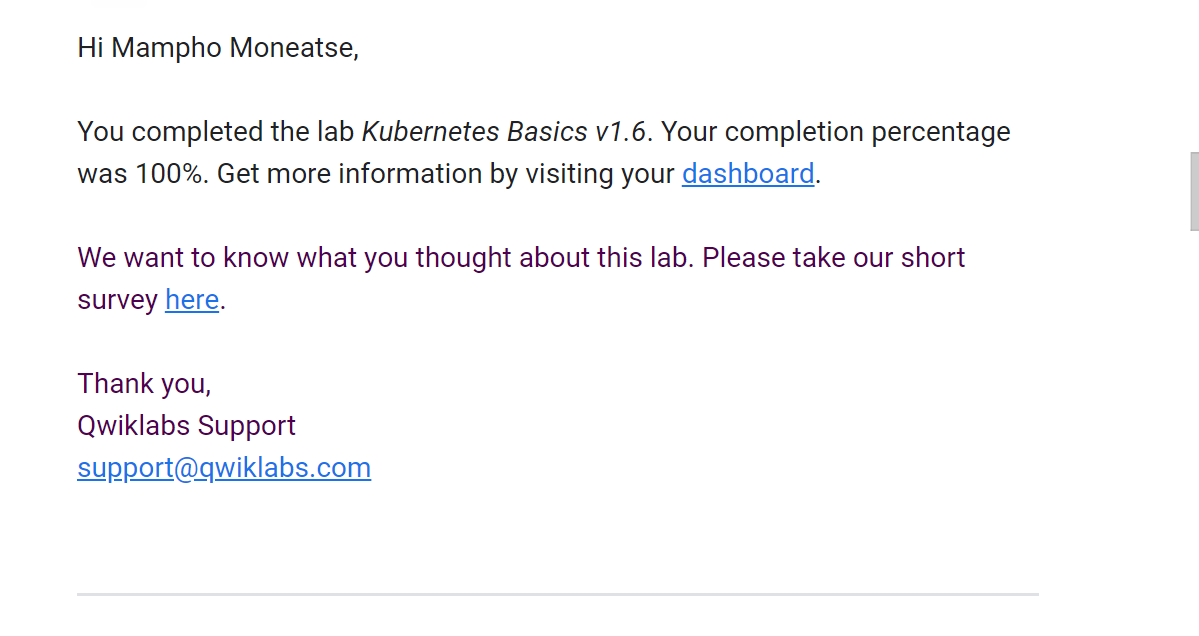 Hi Mampho Moneatse,
You completed the lab Kubernetes Basics v1.6. Your completion percentage
was 100%. Get more information by visiting your dashboard.
We want to know what you thought about this lab. Please take our short
survey here.
Thank you,
Qwiklabs Support
support@qwiklabs.com